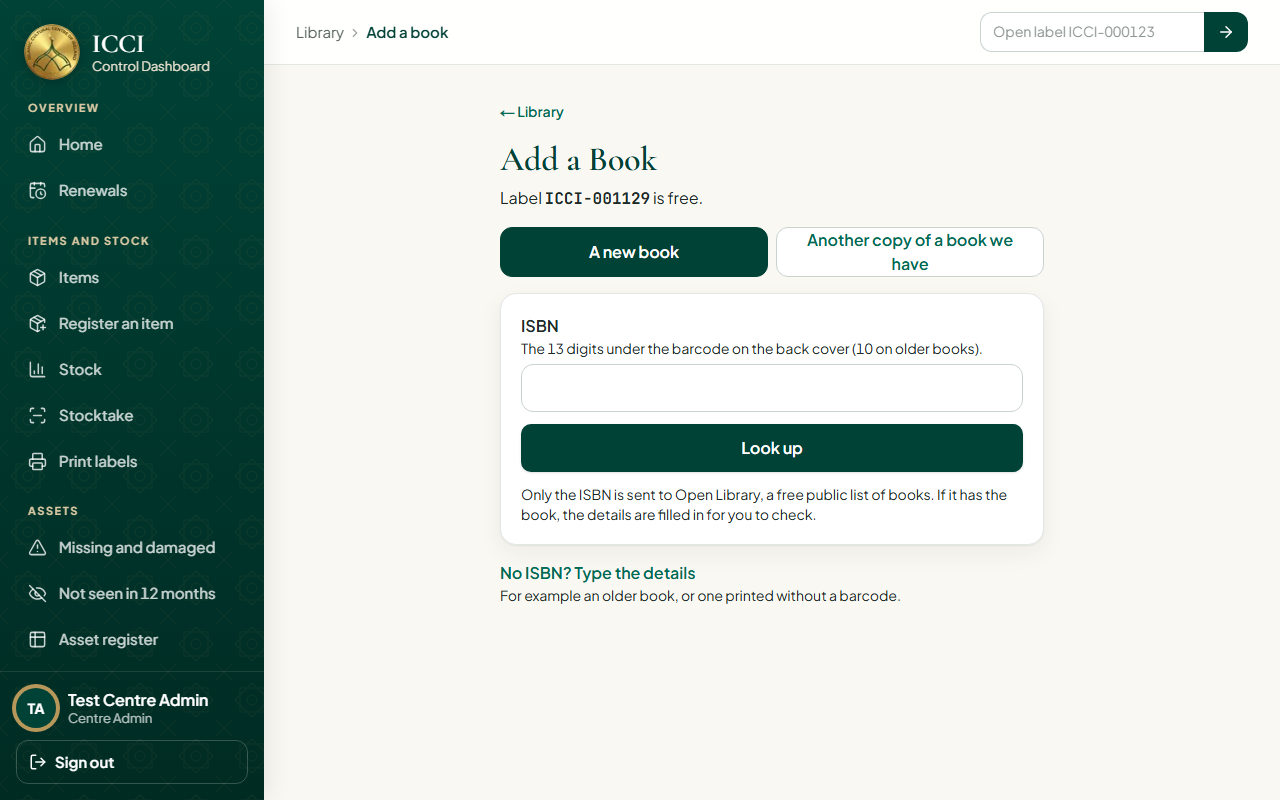 ICCI
Control Dashboard
OVERVIEW
Home
Renewals
ITEMS AND STOCK
Items
Register an item
Stock
Stocktake
Print labels
ASSETS
Missing and damaged
Not seen in 12 months
Asset register
TA
Test Centre Admin
Centre Admin
Sign out
Library > Add a book
Open label ICCI-000123
← Library
Add a Book
Label ICCI-001129 is free.
A new book
Another copy of a book we
have
ISBN
The 13 digits under the barcode on the back cover (10 on older books).
Look up
Only the ISBN is sent to Open Library, a free public list of books. If it has the
book, the details are filled in for you to check.
No ISBN? Type the details
For example an older book, or one printed without a barcode.